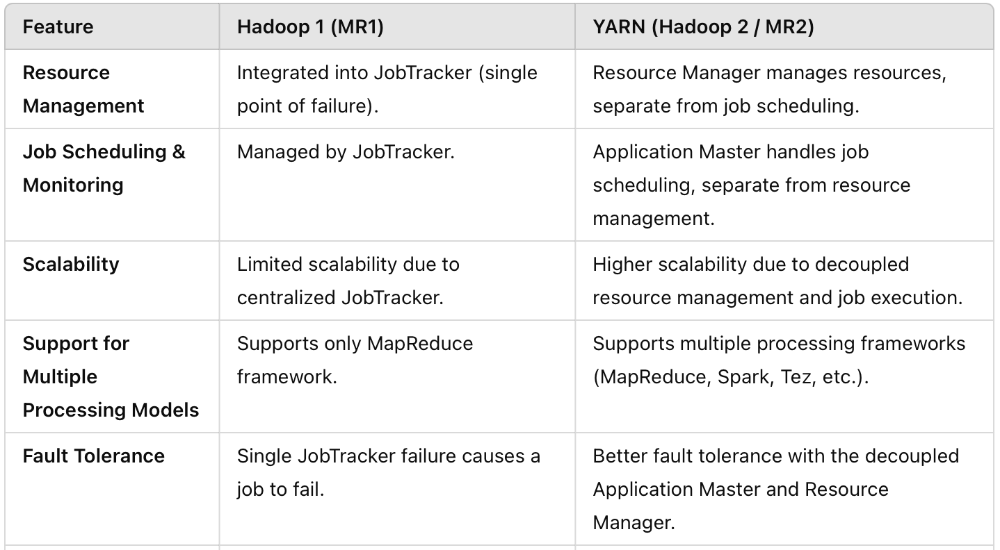 Feature Hadoop 1 (MR1) YARN (Hadoop 2 / MR2)
Resource Management
Integrated into JobTracker (single
point of failure).
Resource Manager manages resources,
separate from job scheduling.
Job Scheduling &
Monitoring
Managed by JobTracker.
Application Master handles job
scheduling, separate from resource
management.
Scalability
Limited scalability due to
centralized JobTracker.
Higher scalability due to decoupled
resource management and job execution.
Support for
Multiple
Processing Models
Supports only MapReduce
framework.
Supports multiple processing frameworks
(MapReduce, Spark, Tez, etc.).
Fault Tolerance
Single JobTracker failure causes a
job to fail.
Better fault tolerance with the decoupled
Application Master and Resource
Manager.